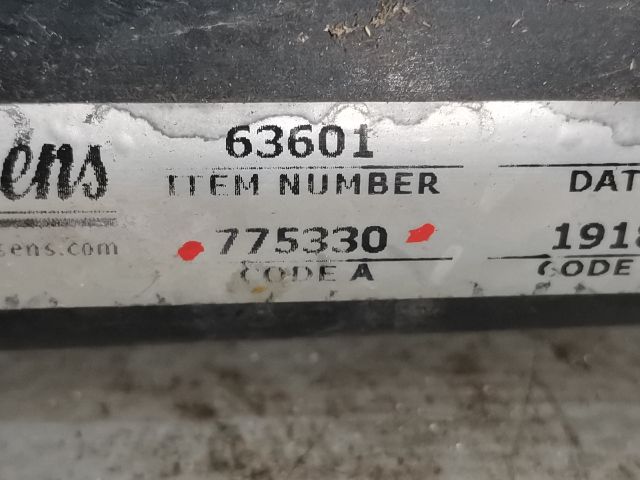 ens 63601
ITEM NUMBER DAT
sens.com 775330 1918
CODE A CODE